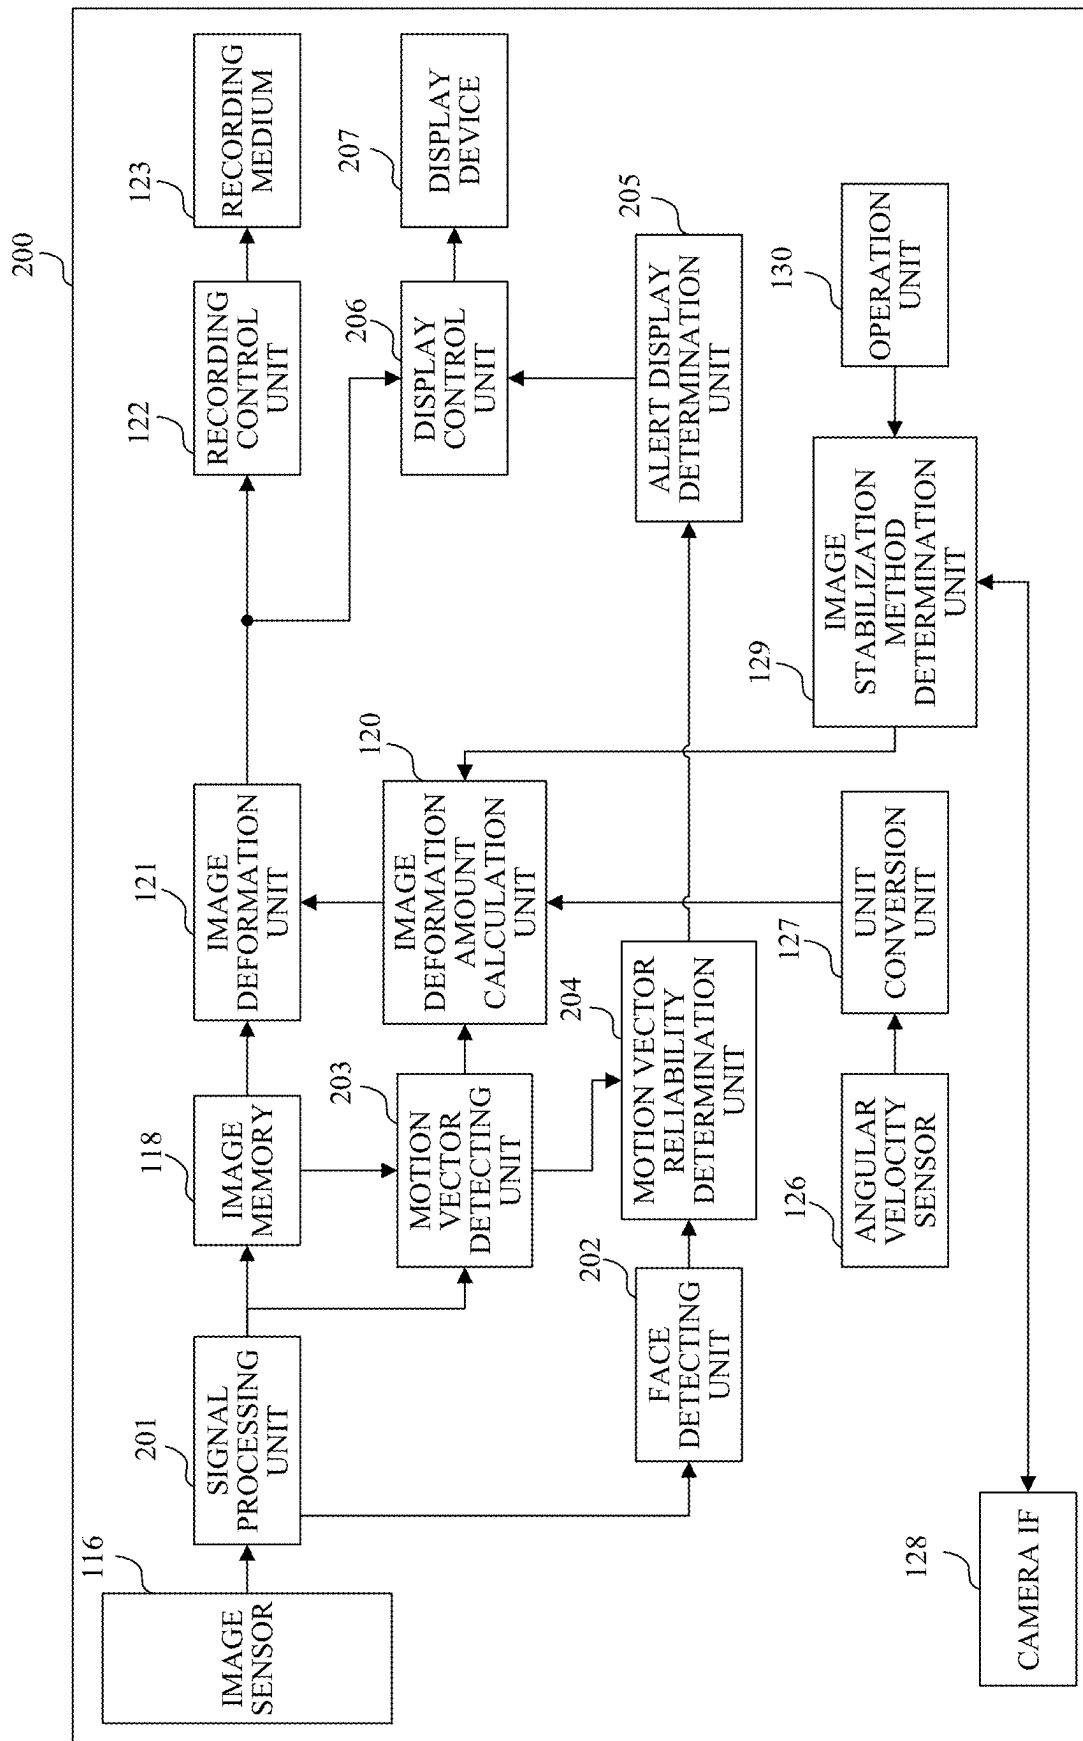 200
116
IMAGE
SENSOR
201
SIGNAL
PROCESSING
UNIT
118
IMAGE
MEMORY
121
IMAGE
DEFORMATION
UNIT
122
RECORDING
CONTROL
UNIT
123
RECORDING
MEDIUM
203
MOTION
VECTOR
DETECTING
UNIT
120
IMAGE
DEFORMATION
AMOUNT
CALCULATION
UNIT
206
DISPLAY
CONTROL
UNIT
207
DISPLAY
DEVICE
202
FACE
DETECTING
UNIT
204
MOTION VECTOR
RELIABILITY
DETERMINATION
UNIT
205
ALERT DISPLAY
DETERMINATION
UNIT
126
ANGULAR
VELOCITY
SENSOR
127
UNIT
CONVERSION
UNIT
129
IMAGE
STABILIZATION
METHOD
DETERMINATION
UNIT
130
OPERATION
UNIT
128
CAMERA IF